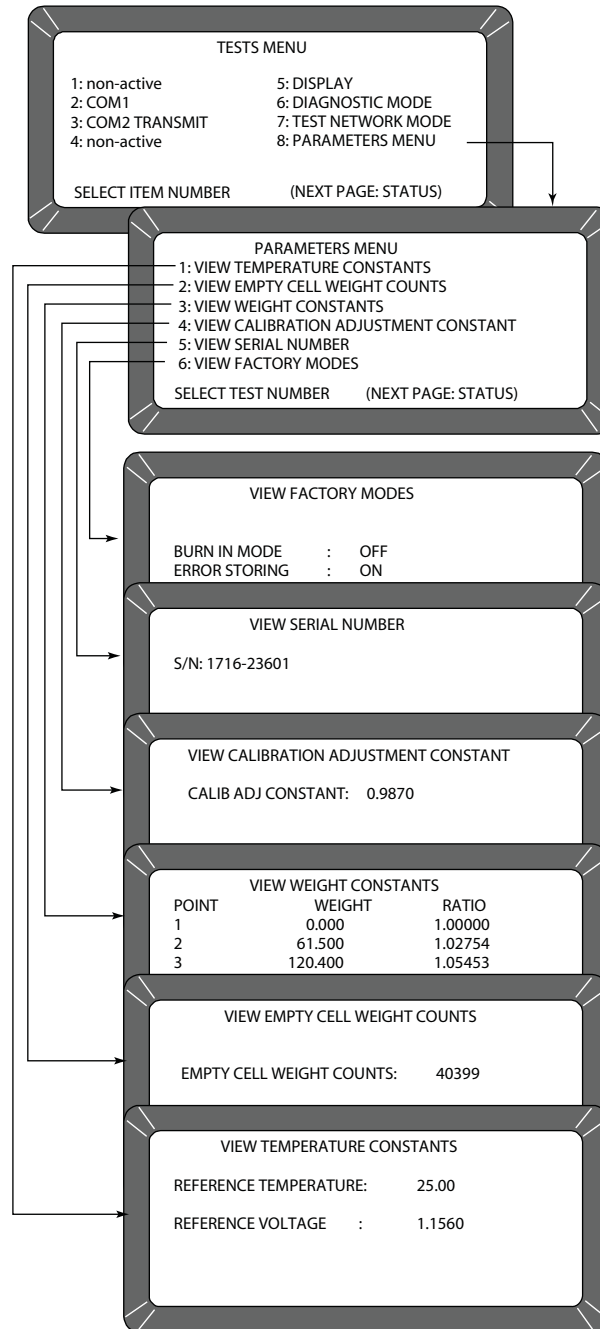 TESTS MENU
1: non-active 5: DISPLAY
2: COM1 6: DIAGNOSTIC MODE
3: COM2 TRANSMIT 7: TEST NETWORK MODE
4: non-active 8: PARAMETERS MENU
SELECT ITEM NUMBER (NEXT PAGE: STATUS)
PARAMETERS MENU
1: VIEW TEMPERATURE CONSTANTS
2: VIEW EMPTY CELL WEIGHT COUNTS
3: VIEW WEIGHT CONSTANTS
4: VIEW CALIBRATION ADJUSTMENT CONSTANT
5: VIEW SERIAL NUMBER
6: VIEW FACTORY MODES
SELECT TEST NUMBER (NEXT PAGE: STATUS)
VIEW FACTORY MODES
BURN IN MODE : OFF
ERROR STORING : ON
VIEW SERIAL NUMBER
S/N: 1716-23601
VIEW CALIBRATION ADJUSTMENT CONSTANT
CALIB ADJ CONSTANT: 0.9870
VIEW WEIGHT CONSTANTS
POINT WEIGHT RATIO
1 0.000 1.00000
2 61.500 1.02754
3 120.400 1.05453
VIEW EMPTY CELL WEIGHT COUNTS
EMPTY CELL WEIGHT COUNTS: 40399
VIEW TEMPERATURE CONSTANTS
REFERENCE TEMPERATURE: 25.00
REFERENCE VOLTAGE : 1.1560